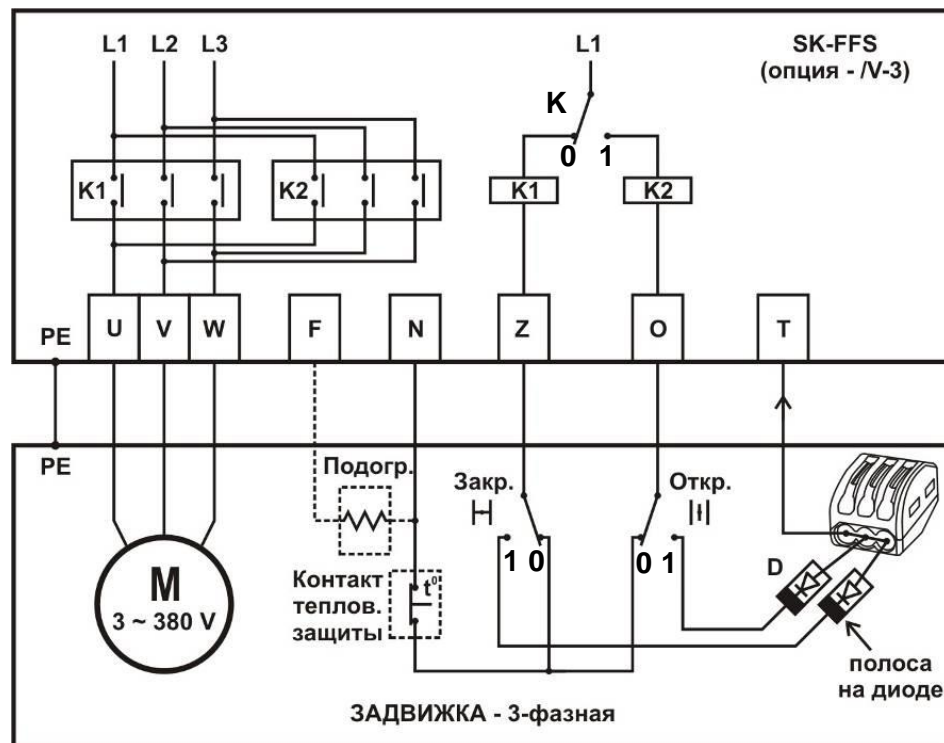 L1 L2 L3 L1 SK-FFS
(опция - /V-3)
K
0 1
K1 K2 K1 K2
PE U V W F N Z O T
PE
Подогр. Закр. Откр.
1 0 0 1 D
M
3 ~ 380 V
Контакт
теплов.
защиты
t⁰
полоса
на диоде
ЗАДВИЖКА - 3-фазная